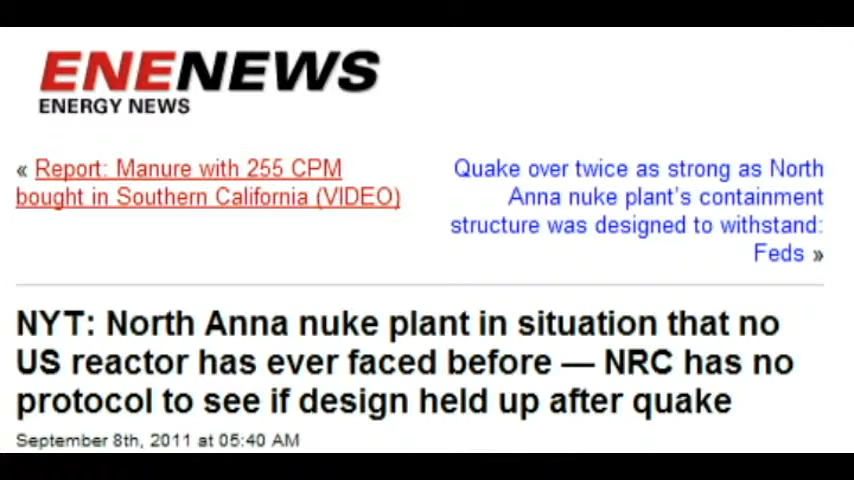 ENENEWS
ENERGY NEWS
« Report: Manure with 255 CPM
bought in Southern California (VIDEO)
Quake over twice as strong as North
Anna nuke plant's containment
structure was designed to withstand:
Feds »
NYT: North Anna nuke plant in situation that no
US reactor has ever faced before — NRC has no
protocol to see if design held up after quake
September 8th, 2011 at 05:40 AM